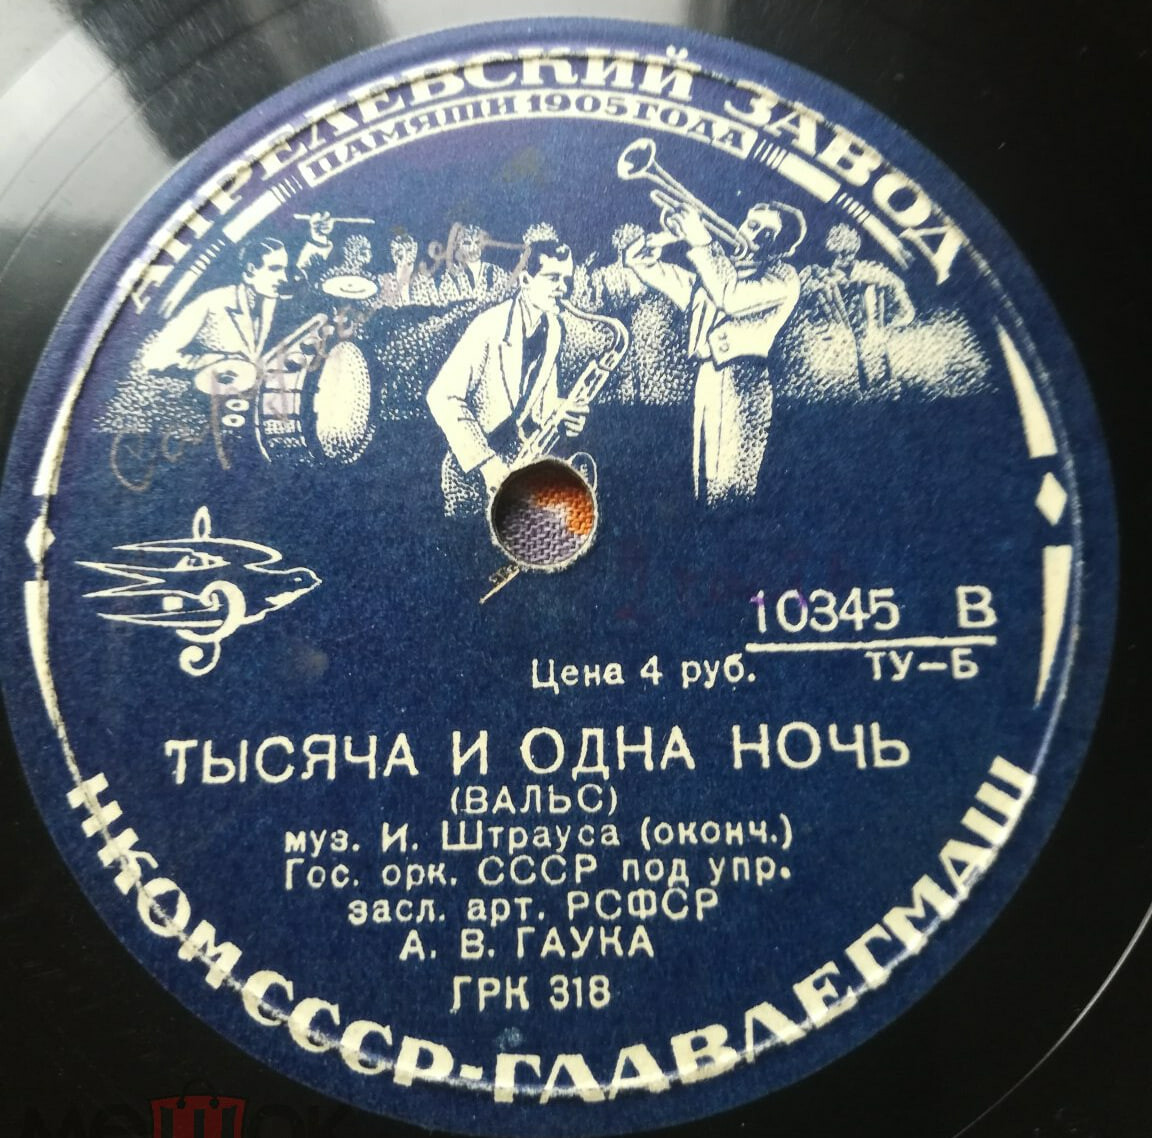 АПРЕЛЕВСКИЙ ЗАВОД
ПАМЯТИ 1905 ГОДА
10345 В
Цена 4 руб.
ТУ-Б
ТЫСЯЧА И ОДНА НОЧЬ
(ВАЛЬС)
муз. И. Штрауса (оконч.)
Гос. орк. СССР под упр.
засл. арт. РСФСР
А. В. ГАУКА
ГРК 318
НКОМ СССР-ГЛАВЛЕГМАШ